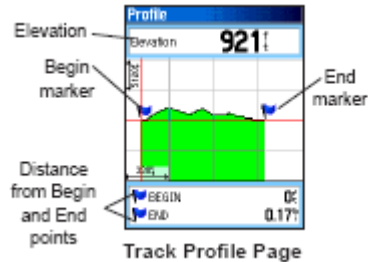 Profile
Elevation
Elevation 921
Begin
marker
End
marker
Distance
from Begin
and End
points
BEGIN 0
END 0.17
Track Profile Page